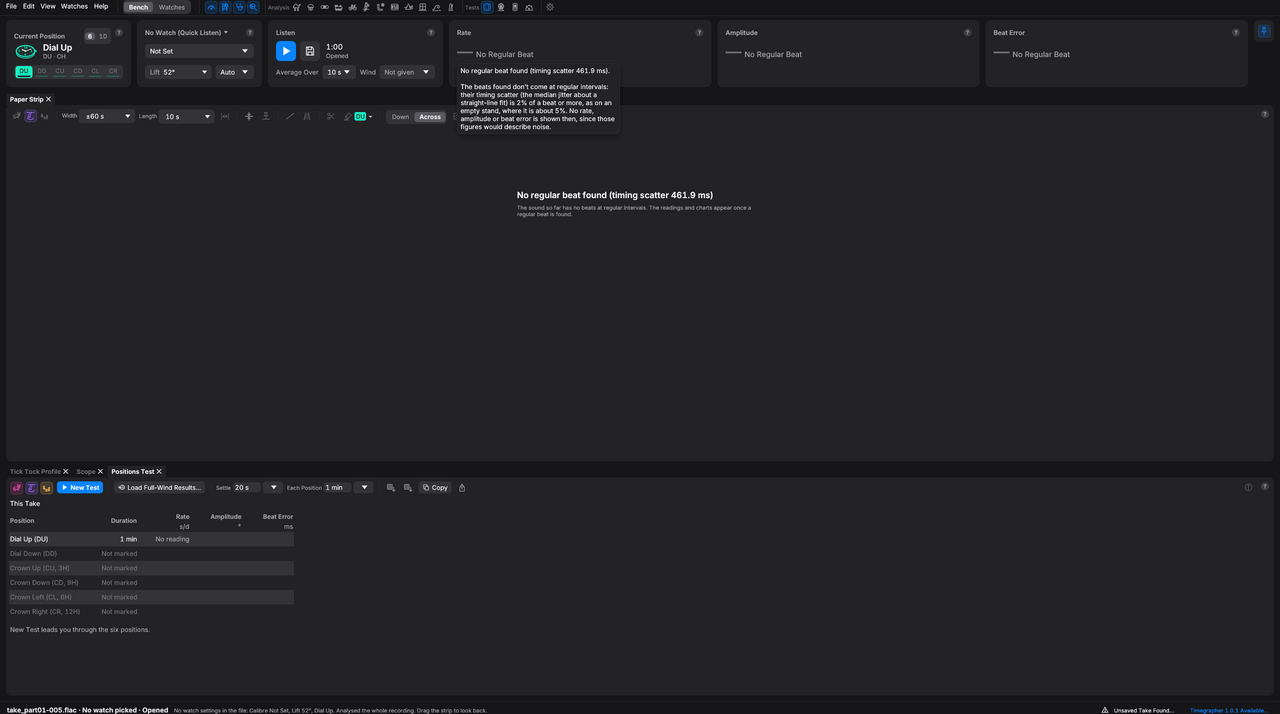 File Edit View Watches Help Bench Watches Analysis Tests
Current Position 6 10 ?
Dial Up
DU · CH
DU DD CU CD CL CR
No Watch (Quick Listen) ?
Not Set
Lift 52° Auto
Listen ?
1:00
Opened
Average Over 10 s Wind Not given
Rate ?
No Regular Beat
Amplitude ?
No Regular Beat
Beat Error ?
No Regular Beat
No regular beat found (timing scatter 461.9 ms).
The beats found don't come at regular intervals:
their timing scatter (the median jitter about a
straight-line fit) is 2% of a beat or more, as on an
empty stand, where it is about 5%. No rate,
amplitude or beat error is shown then, since those
figures would describe noise.
Paper Strip
Width ±60 s Length 10 s DU Down Across ?
No regular beat found (timing scatter 461.9 ms)
The sound so far has no beats at regular intervals. The readings and charts appear once a
regular beat is found.
Tick Tock Profile Scope Positions Test
New Test Load Full-Wind Results... Settle 20 s Each Position 1 min Copy ?
This Take
Position Duration Rate Amplitude Beat Error
s/d ° ms
Dial Up (DU) 1 min No reading
Dial Down (DD) Not marked
Crown Up (CU, 3H) Not marked
Crown Down (CD, 9H) Not marked
Crown Left (CL, 6H) Not marked
Crown Right (CR, 12H) Not marked
New Test leads you through the six positions.
take_part01-005.flac · No watch picked · Opened No watch settings in the file: Calibre Not Set, Lift 52°, Dial Up. Analysed the whole recording. Drag the strip to look back. Unsaved Take Found... Timegrapher 1.0.1 Available...